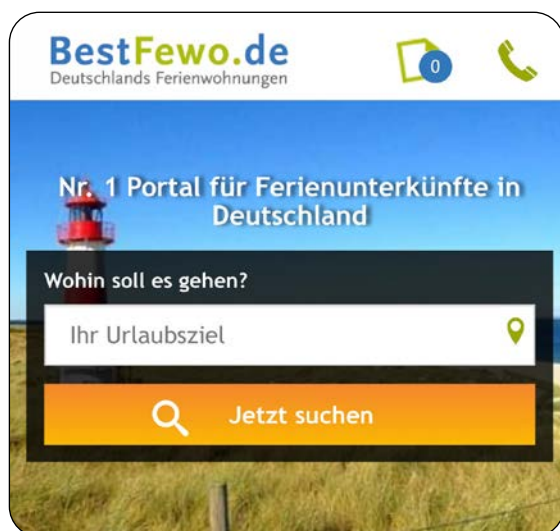 BestFewo.de
Deutschlands Ferienwohnungen
0
Nr. 1 Portal für Ferienunterkünfte in
Deutschland
Wohin soll es gehen?
Ihr Urlaubsziel
Jetzt suchen